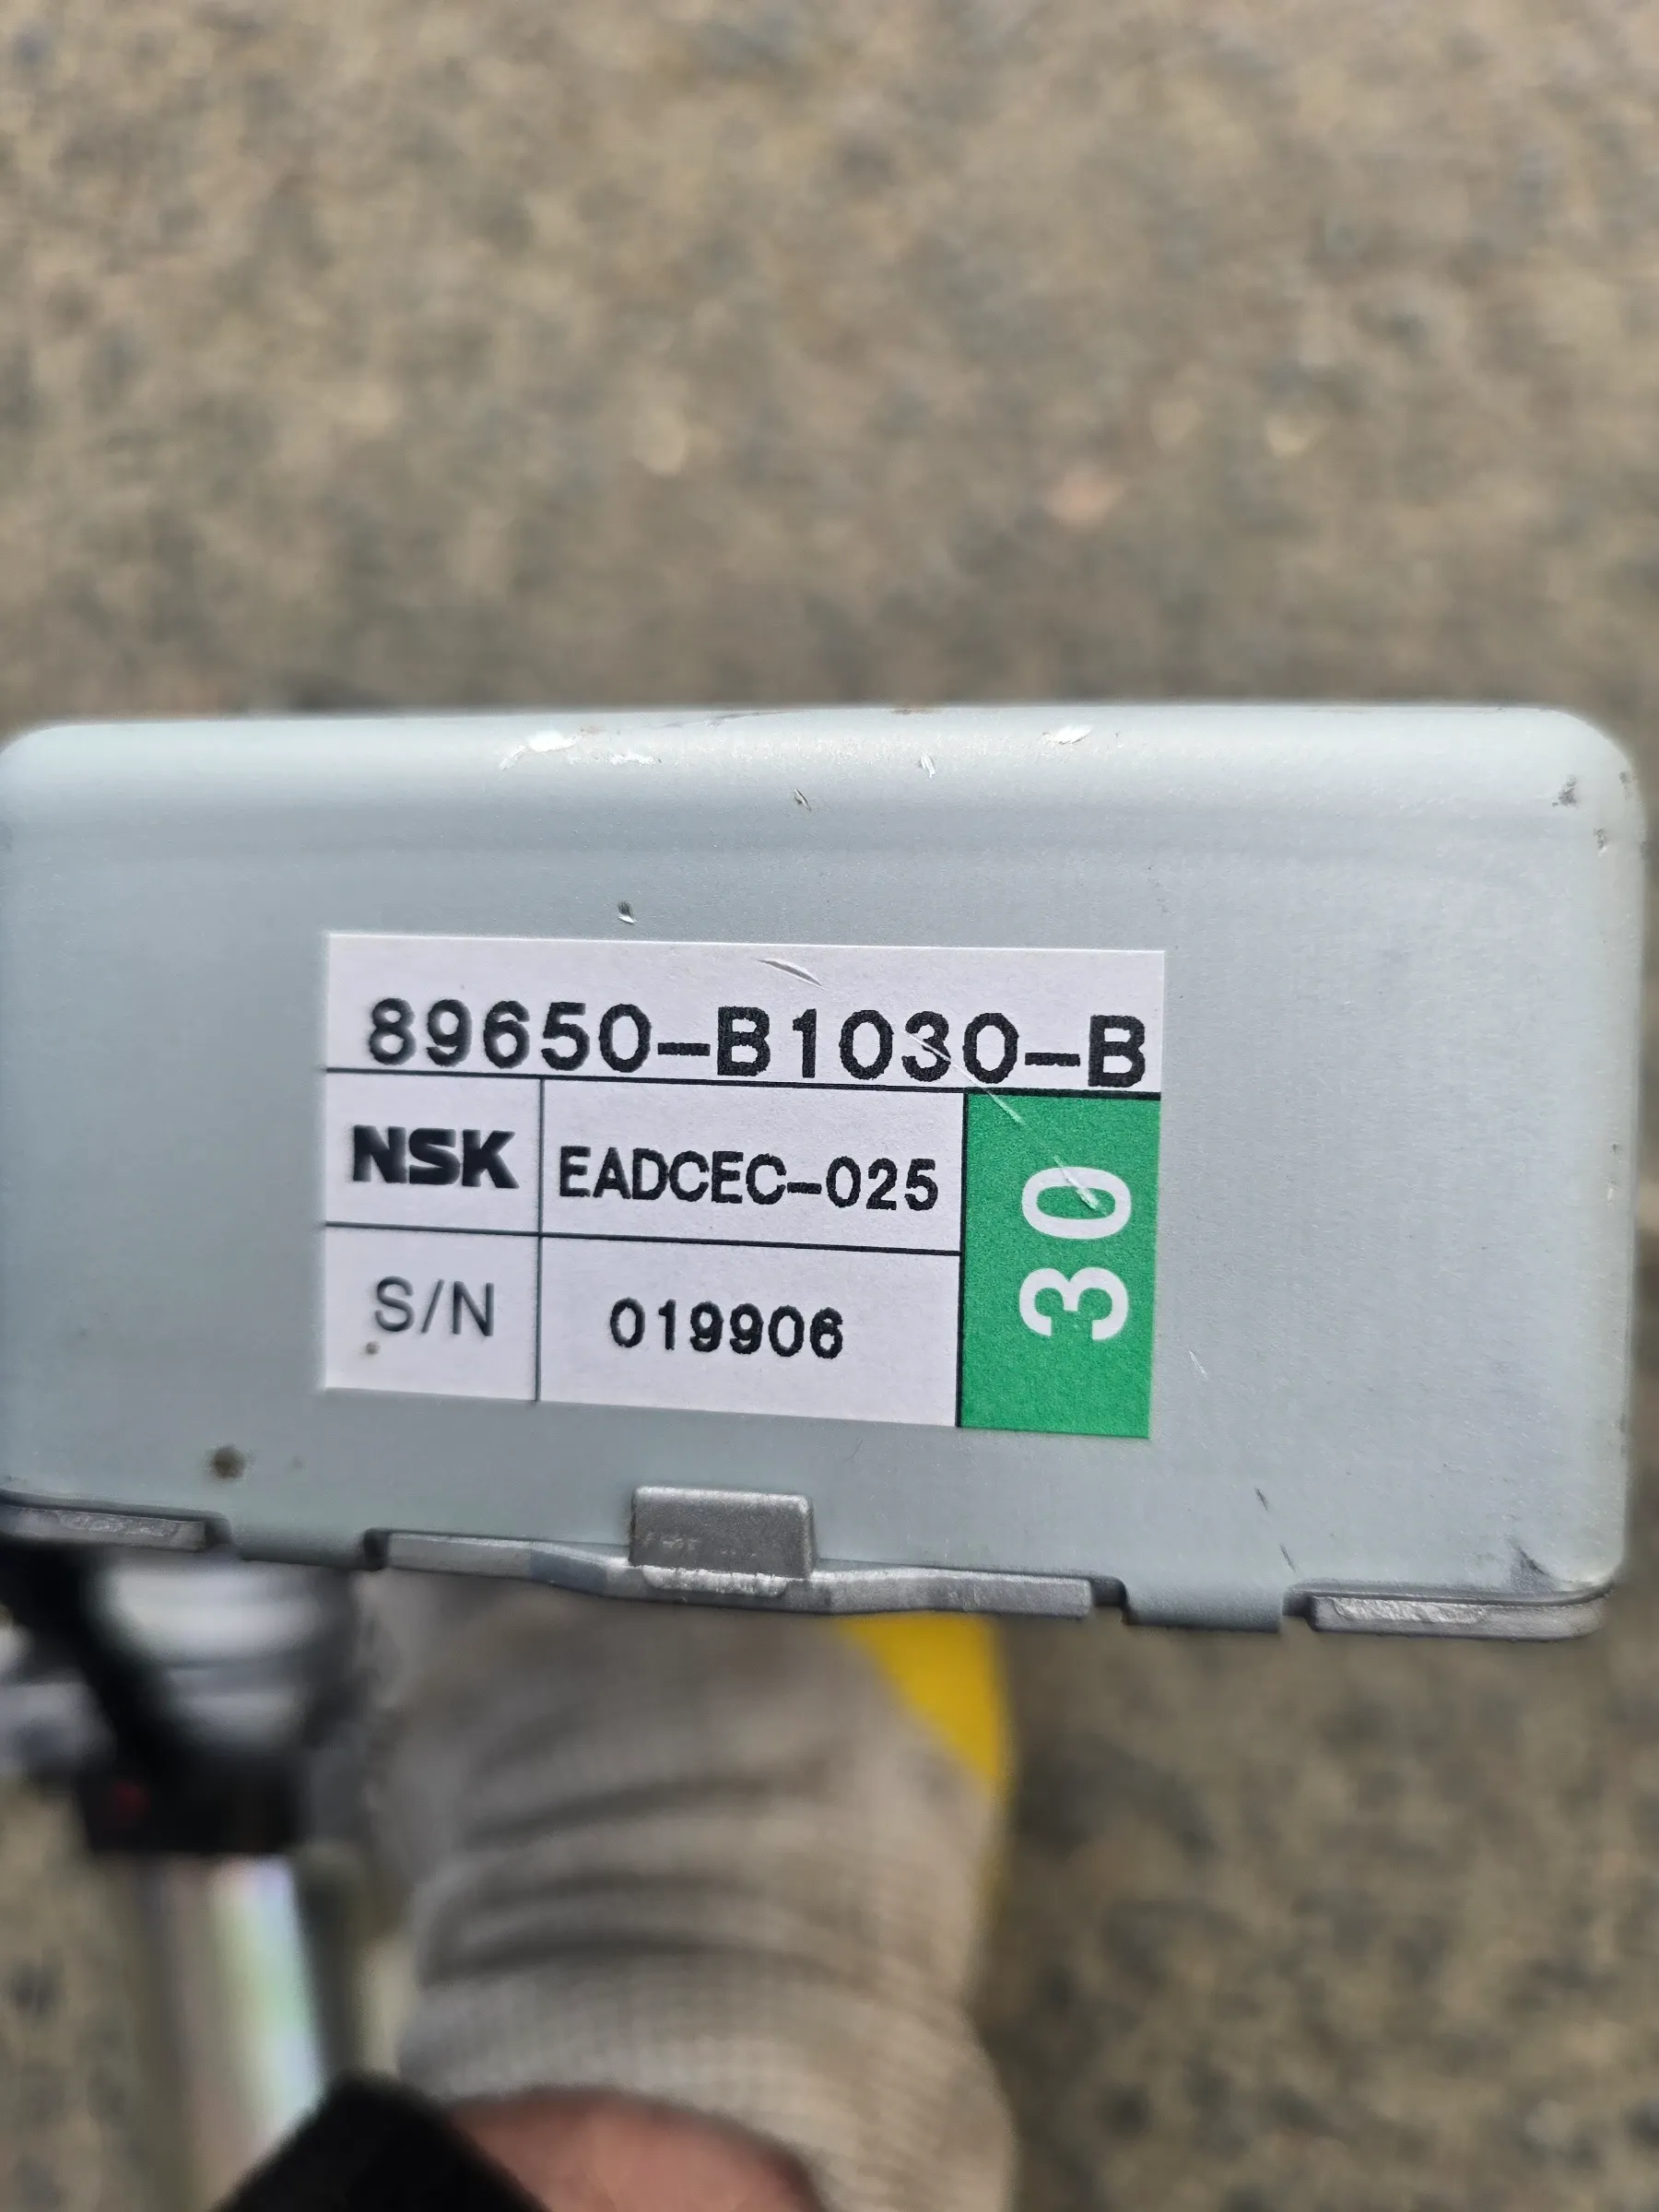 89650-B1030-B
NSK EADCEC-025
S/N 019906
30